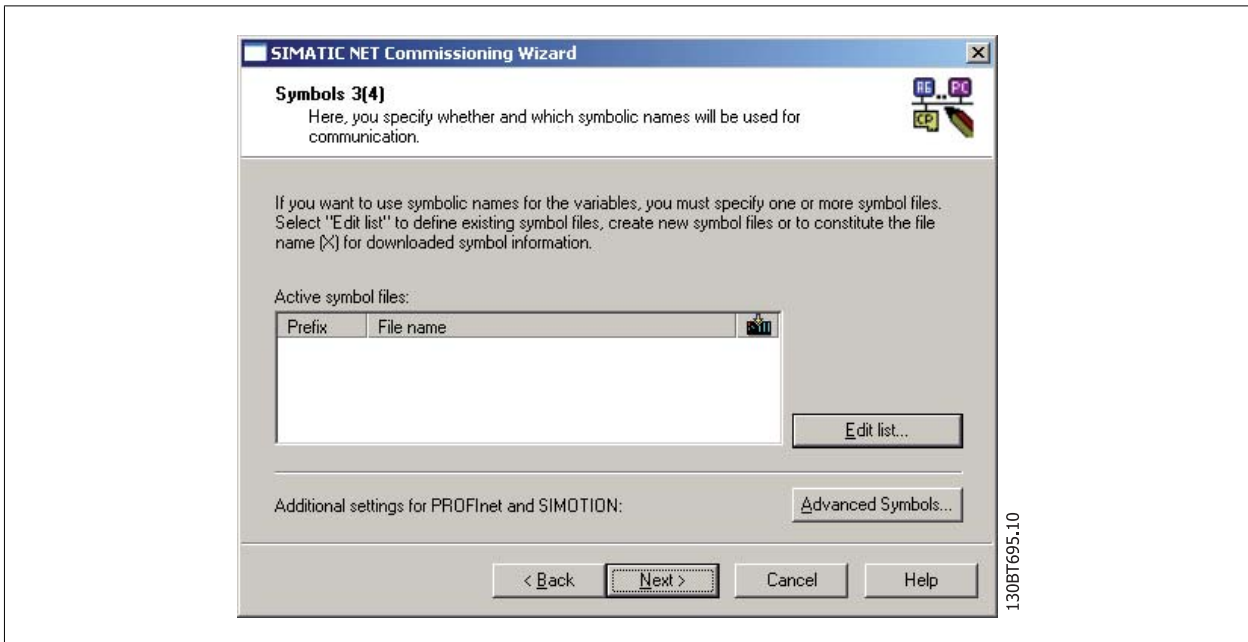 SIMATIC NET Commissioning Wizard
Symbols 3(4)
Here, you specify whether and which symbolic names will be used for
communication.
RG
PC
CP
If you want to use symbolic names for the variables, you must specify one or more symbol files.
Select "Edit list" to define existing symbol files, create new symbol files or to constitute the file
name (X) for downloaded symbol information.
Active symbol files:
Prefix File name
Edit list...
Additional settings for PROFInet and SIMOTION:
Advanced Symbols...
< Back Next > Cancel Help
130BT695.10